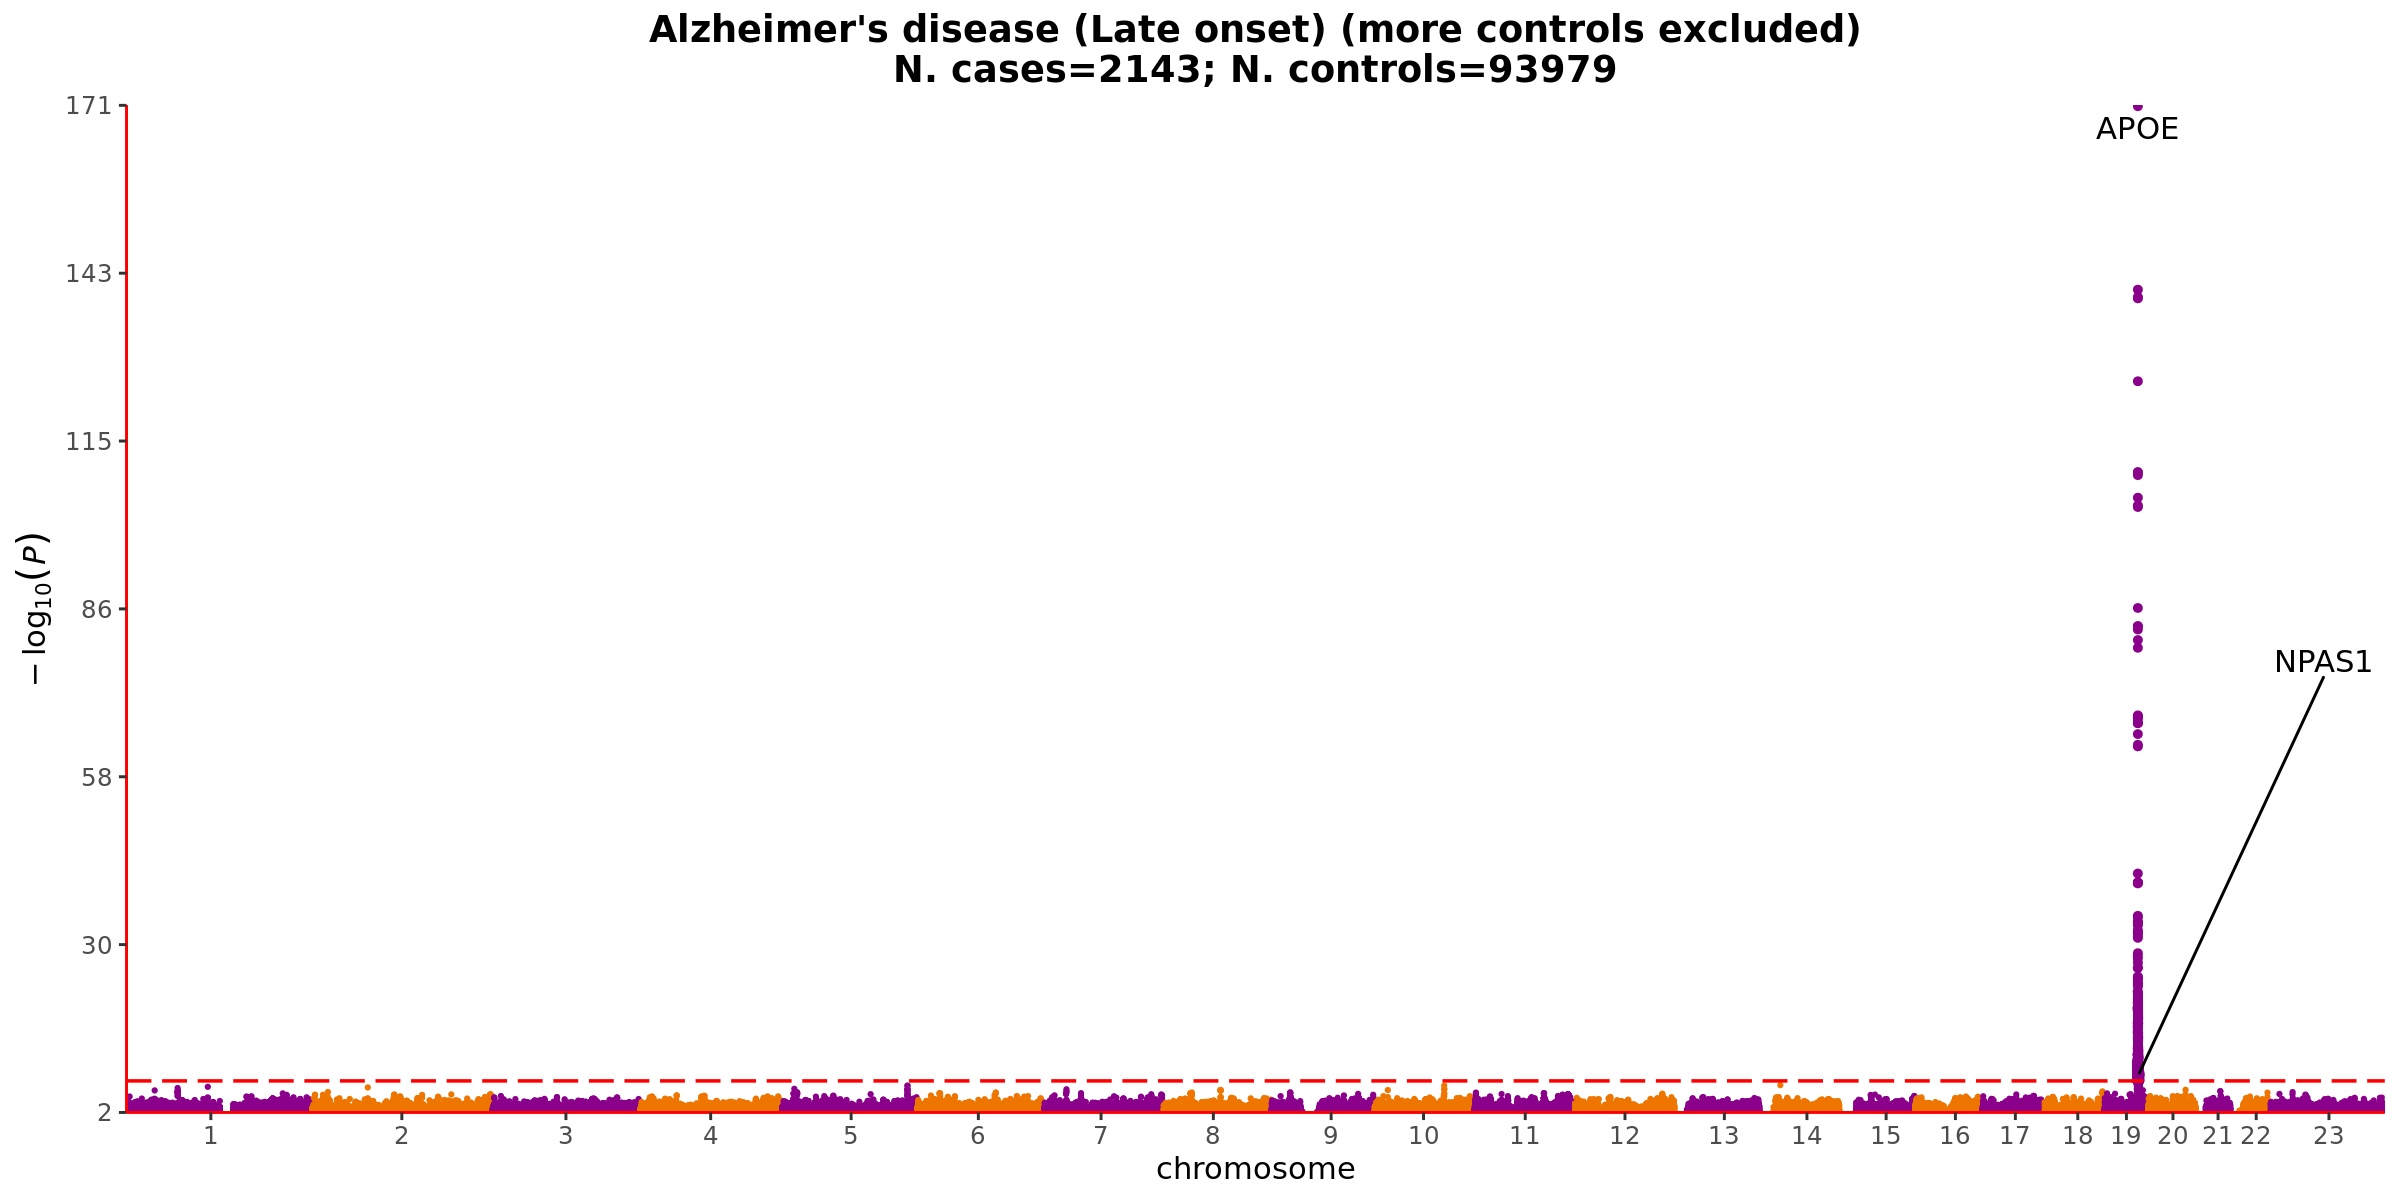 Alzheimer's disease (Late onset) (more controls excluded)
N. cases=2143; N. controls=93979
171
APOE
143
115
86
− log₁₀(P)
NPAS1
58
30
2
1 2 3 4 5 6 7 8 9 10 11 12 13 14 15 16 17 18 19 20 21 22 23
chromosome